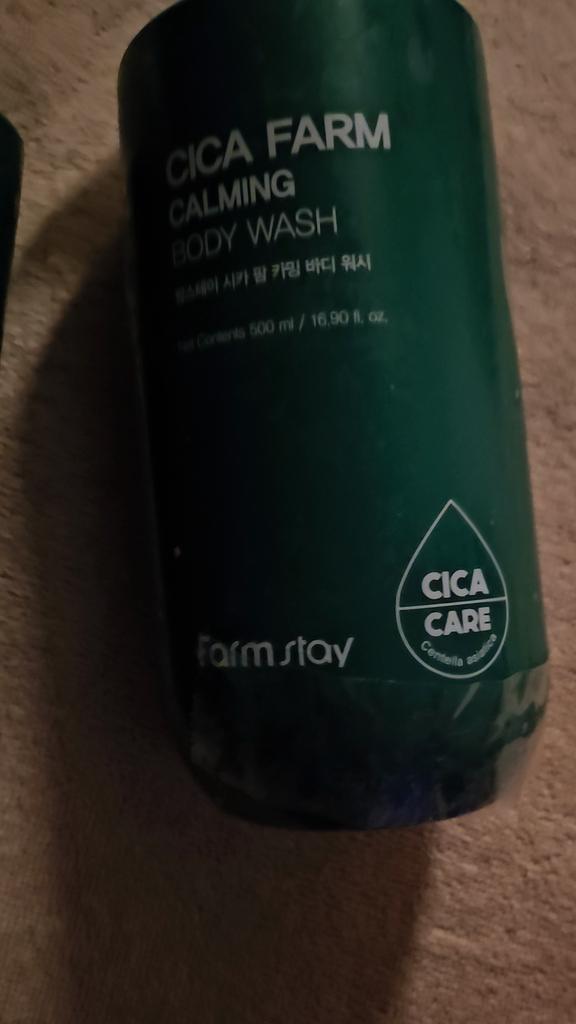 CICA FARM
CALMING
BODY WASH
팜스테이 시카 팜 카밍 바디 워시
Net Contents 500 ml / 16.90 fl. oz.
CICA
CARE
Centella asiatica
Farm stay